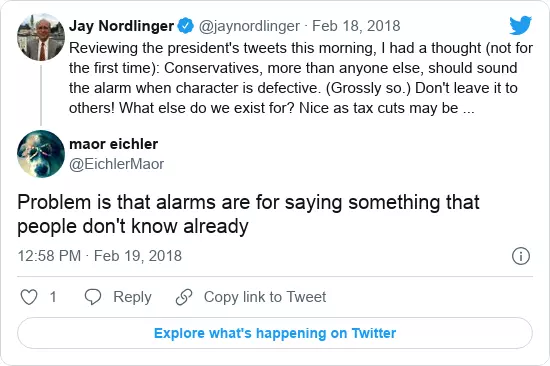 Jay Nordlinger @jaynordlinger · Feb 18, 2018
Reviewing the president's tweets this morning, I had a thought (not for
the first time): Conservatives, more than anyone else, should sound
the alarm when character is defective. (Grossly so.) Don't leave it to
others! What else do we exist for? Nice as tax cuts may be ...
maor eichler
@EichlerMaor
Problem is that alarms are for saying something that
people don't know already
12:58 PM · Feb 19, 2018
1 Reply Copy link to Tweet
Explore what's happening on Twitter